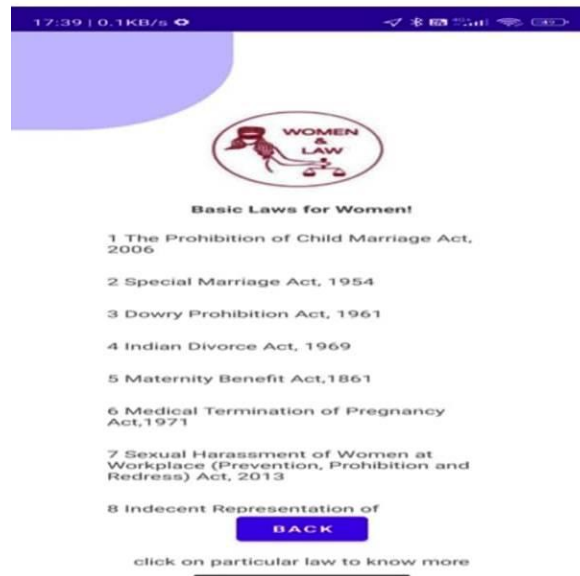 17:39 | 0.1KB/s
WOMEN
&
LAW
Basic Laws for Women!
1 The Prohibition of Child Marriage Act,
2006
2 Special Marriage Act, 1954
3 Dowry Prohibition Act, 1961
4 Indian Divorce Act, 1969
5 Maternity Benefit Act,1861
6 Medical Termination of Pregnancy
Act,1971
7 Sexual Harassment of Women at
Workplace (Prevention, Prohibition and
Redress) Act, 2013
8 Indecent Representation of
BACK
click on particular law to know more